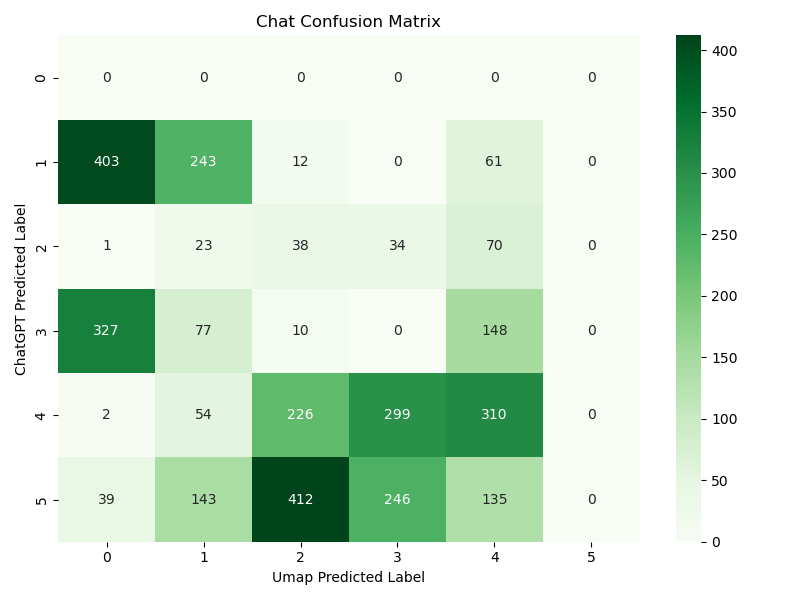 Chat Confusion Matrix
ChatGPT Predicted Label
0 0 0 0 0 0 0
1 403 243 12 0 61 0
2 1 23 38 34 70 0
3 327 77 10 0 148 0
4 2 54 226 299 310 0
5 39 143 412 246 135 0
0 1 2 3 4 5
Umap Predicted Label
400
350
300
250
200
150
100
50
0